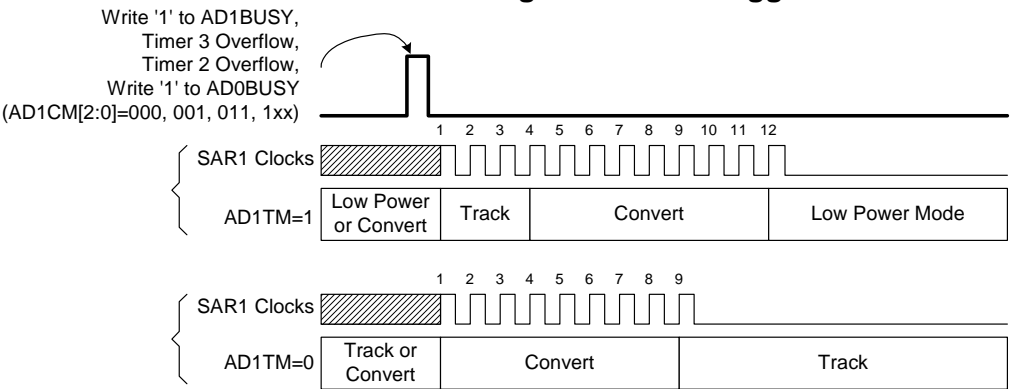 Write '1' to AD1BUSY,
Timer 3 Overflow,
Timer 2 Overflow,
Write '1' to AD0BUSY
(AD1CM[2:0]=000, 001, 011, 1xx)
1 2 3 4 5 6 7 8 9 10 11 12
SAR1 Clocks
AD1TM=1
Low Power
or Convert
Track
Convert
Low Power Mode
1 2 3 4 5 6 7 8 9
SAR1 Clocks
AD1TM=0
Track or
Convert
Convert
Track